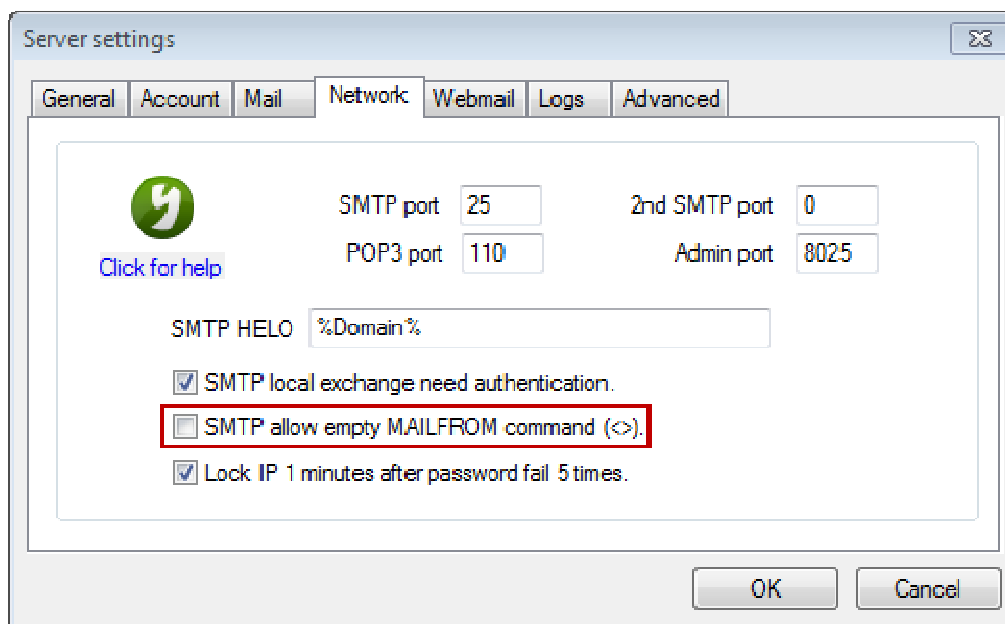 Server settings
General Account Mail Network Webmail Logs Advanced
SMTP port 25 2nd SMTP port 0
POP3 port 110 Admin port 8025
Click for help
SMTP HELO %Domain%
SMTP local exchange need authentication.
SMTP allow empty MAILFROM command (<>).
Lock IP 1 minutes after password fail 5 times.
OK Cancel